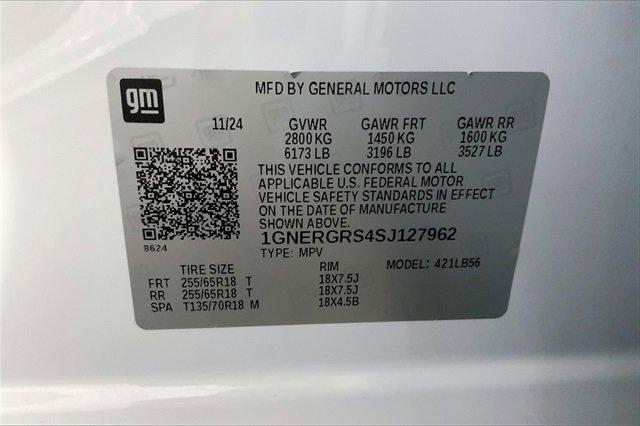 gm
MFD BY GENERAL MOTORS LLC
11/24 GVWR GAWR FRT GAWR RR
2800 KG 1450 KG 1600 KG
6173 LB 3196 LB 3527 LB
THIS VEHICLE CONFORMS TO ALL
APPLICABLE U.S. FEDERAL MOTOR
VEHICLE SAFETY STANDARDS IN EFFECT
ON THE DATE OF MANUFACTURE
SHOWN ABOVE.
8624
1GNERGRS4SJ127962
TYPE: MPV MODEL: 421LB56
TIRE SIZE RIM
FRT 255/65R18 T 18X7.5J
RR 255/65R18 T 18X7.5J
SPA T135/70R18 M 18X4.5B